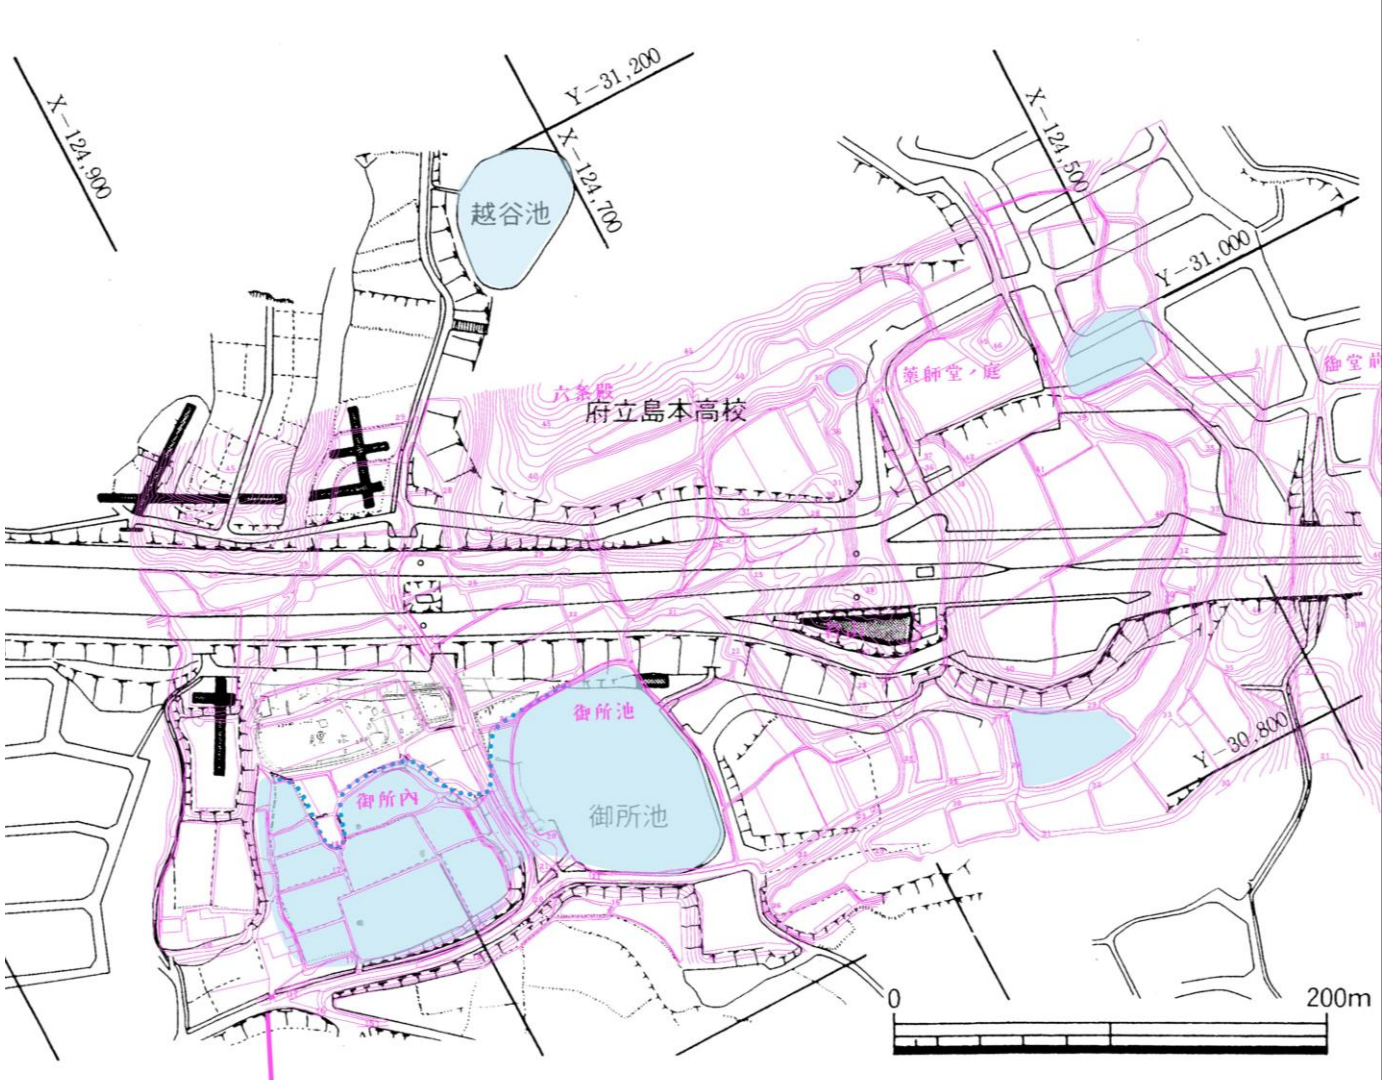 Y-31,200
X-124,900
X-124,700
X-124,500
越谷池
Y-31,000
御堂前
薬師堂ノ庭
六条殿
府立島本高校
御所池
御所内
御所池
Y-30,800
0
200m